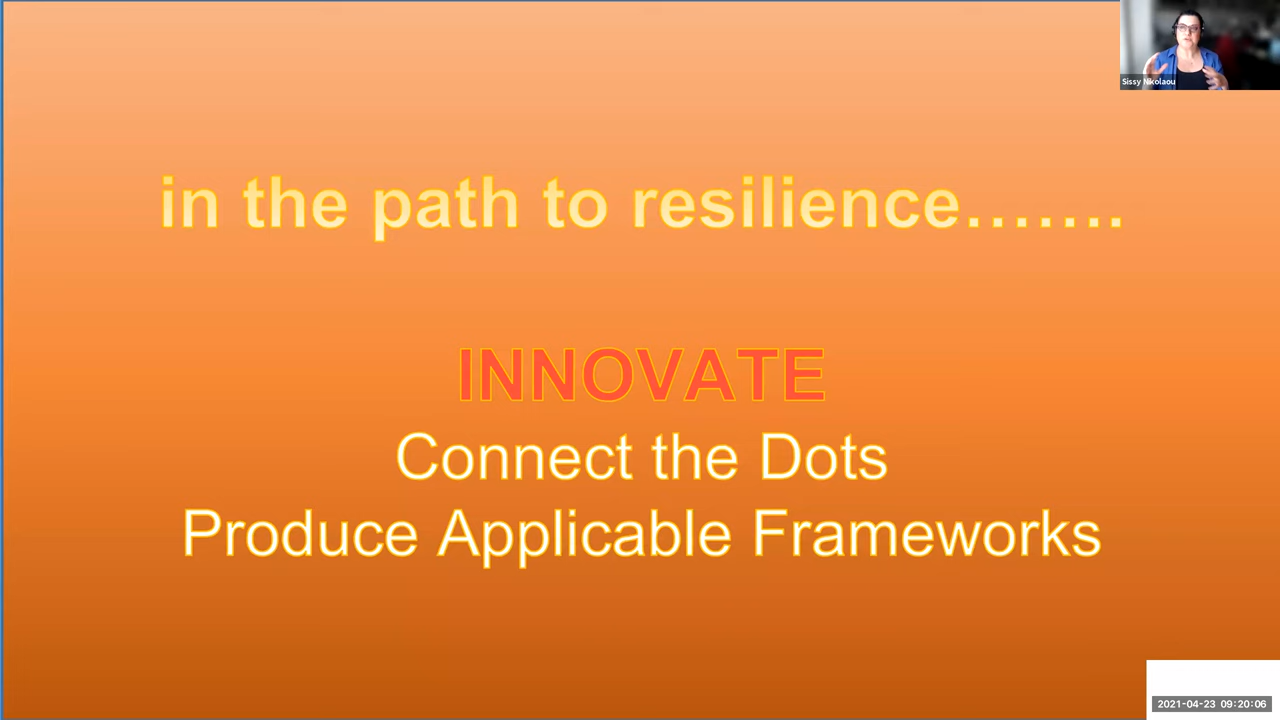 Sissy Nikolaou
in the path to resilience.......
INNOVATE
Connect the Dots
Produce Applicable Frameworks
2021-04-23 09:20:06